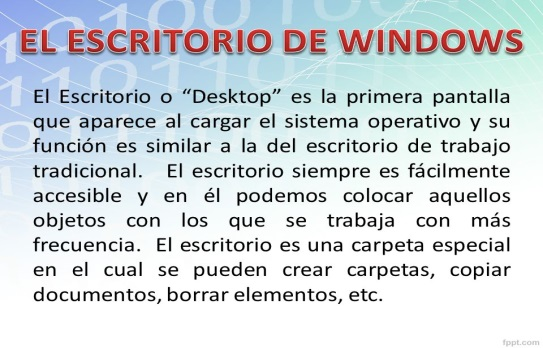 EL ESCRITORIO DE WINDOWS
El Escritorio o “Desktop” es la primera pantalla
que aparece al cargar el sistema operativo y su
función es similar a la del escritorio de trabajo
tradicional. El escritorio siempre es fácilmente
accesible y en él podemos colocar aquellos
objetos con los que se trabaja con más
frecuencia. El escritorio es una carpeta especial
en el cual se pueden crear carpetas, copiar
documentos, borrar elementos, etc.
fppt.com